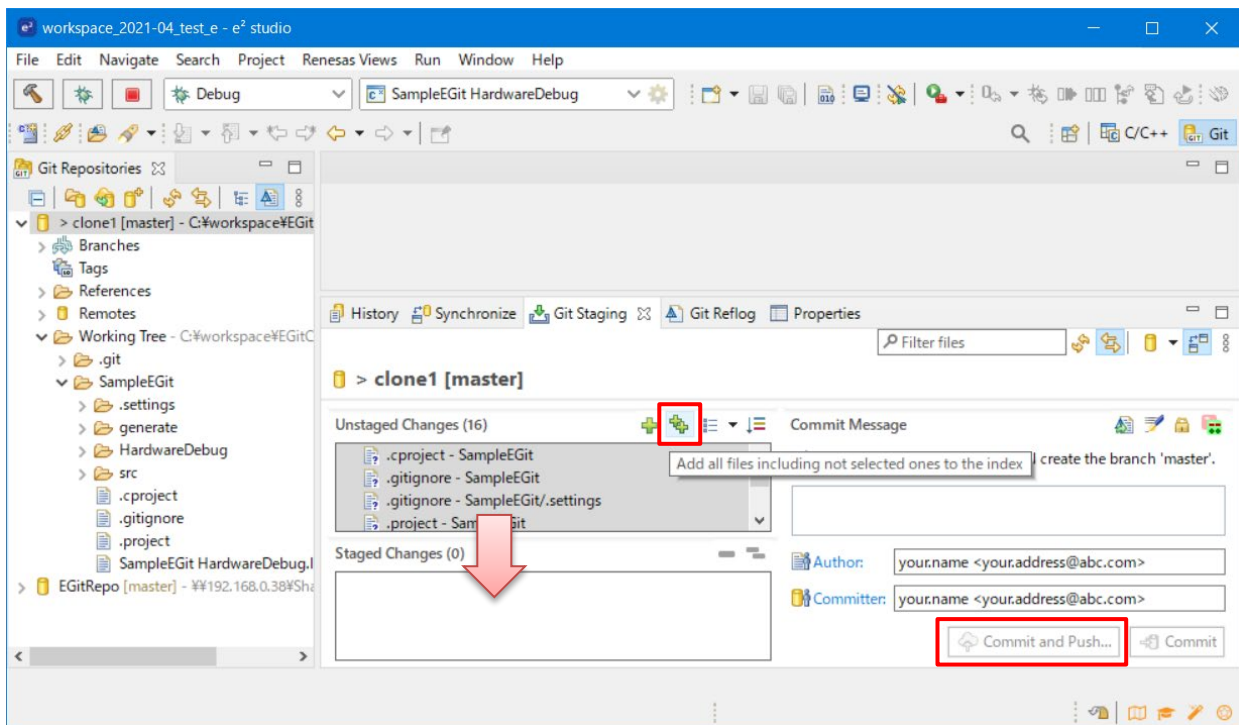 workspace_2021-04_test_e - e² studio
File Edit Navigate Search Project Renesas Views Run Window Help
Debug
SampleEGit HardwareDebug
C/C++
Git
Git Repositories
> clone1 [master] - C:¥workspace¥EGit
Branches
Tags
References
Remotes
Working Tree - C:¥workspace¥EGitC
.git
SampleEGit
.settings
generate
HardwareDebug
src
.cproject
.gitignore
.project
SampleEGit HardwareDebug.l
EGitRepo [master] - ¥¥192.168.0.38¥Sha
History Synchronize Git Staging Git Reflog Properties
Filter files
> clone1 [master]
Unstaged Changes (16)
.cproject - SampleEGit
.gitignore - SampleEGit
.gitignore - SampleEGit/.settings
.project - Sam Git
Add all files including not selected ones to the index
Staged Changes (0)
Commit Message
create the branch 'master'.
Author: your.name <your.address@abc.com>
Committer: your.name <your.address@abc.com>
Commit and Push...
Commit